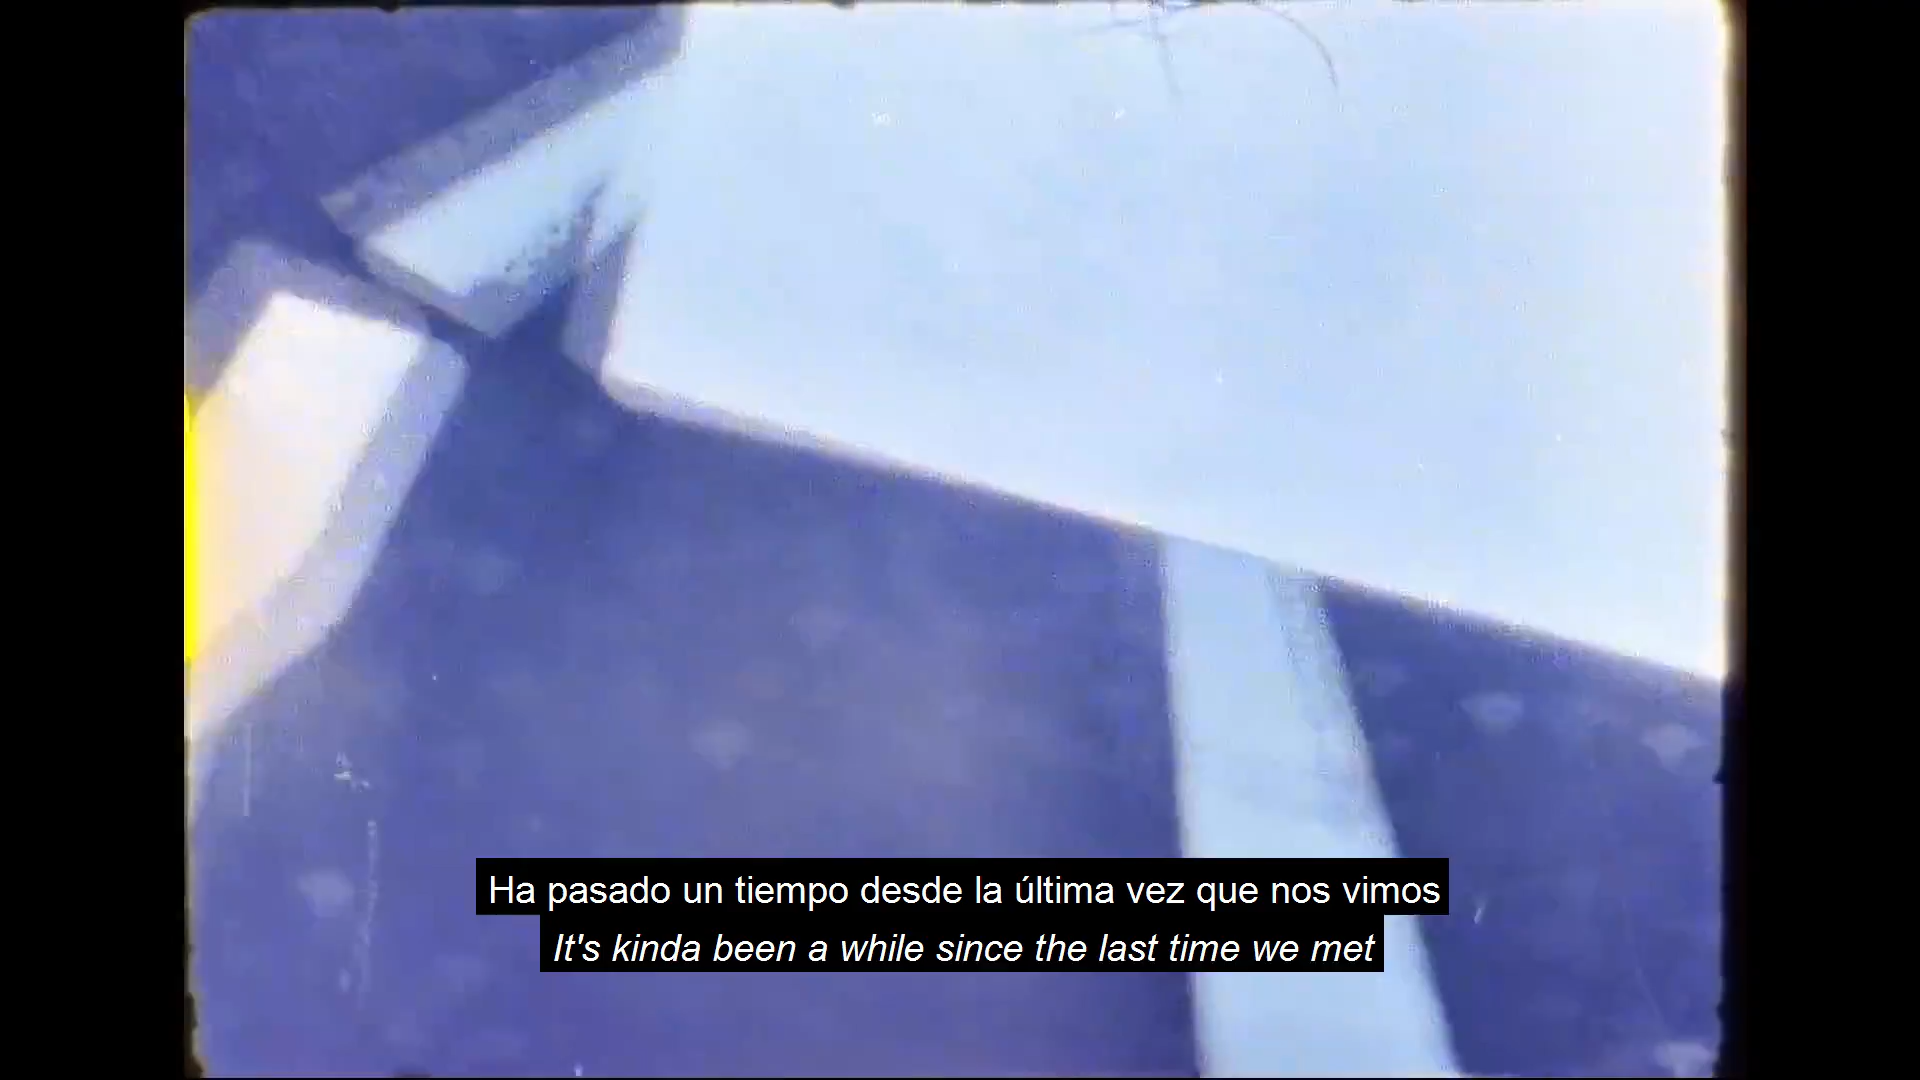 Ha pasado un tiempo desde la última vez que nos vimos
It's kinda been a while since the last time we met